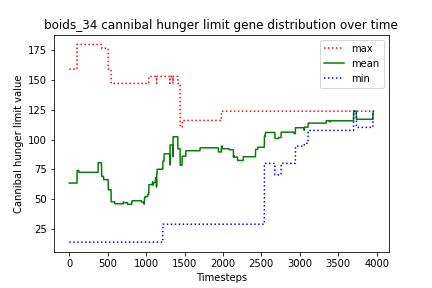 boids_34 cannibal hunger limit gene distribution over time
max
mean
min
Cannibal hunger limit value
175
150
125
100
75
50
25
0
500
1000
1500
2000
2500
3000
3500
4000
Timesteps